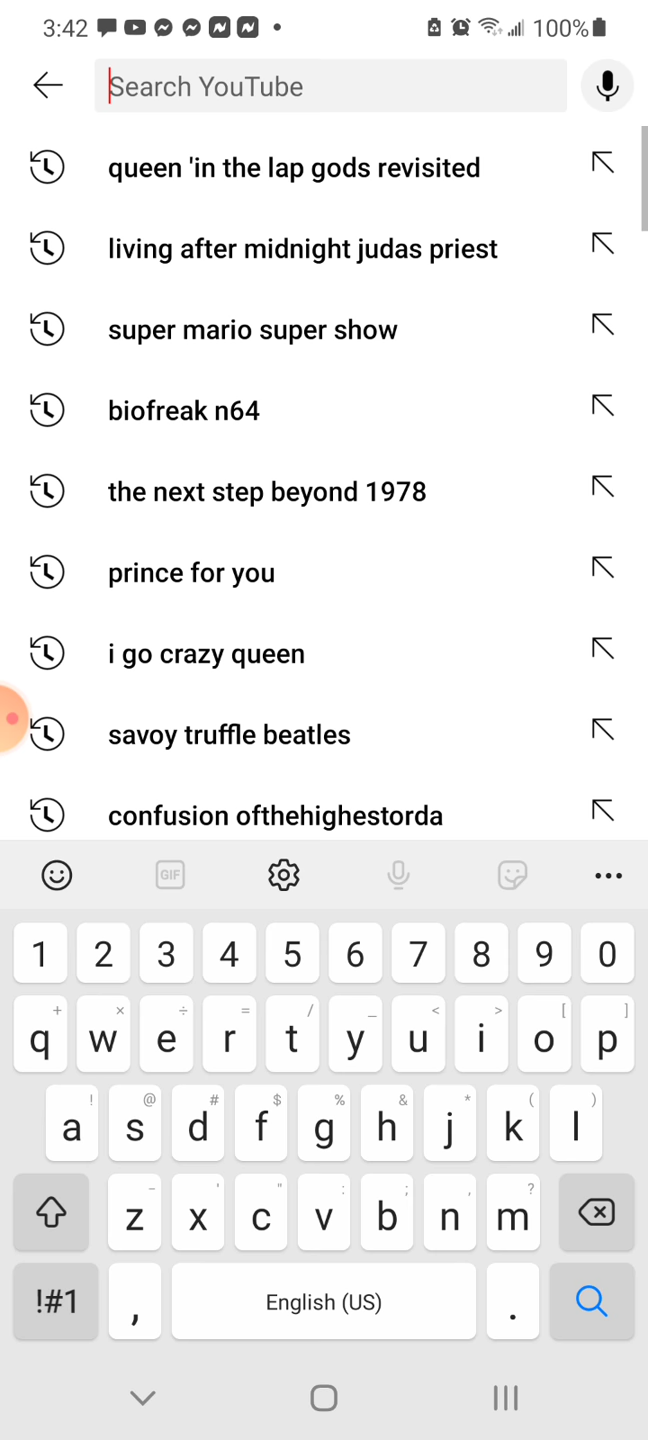 3:42 100%
Search YouTube
queen 'in the lap gods revisited
living after midnight judas priest
super mario super show
biofreak n64
the next step beyond 1978
prince for you
i go crazy queen
savoy truffle beatles
confusion ofthehighestorda
GIF
1 2 3 4 5 6 7 8 9 0
+ × ÷ = / _ < > [ ]
q w e r t y u i o p
! @ # $ % & * ( )
a s d f g h j k l
- ' " : ; , ?
z x c v b n m
!#1 , English (US) .